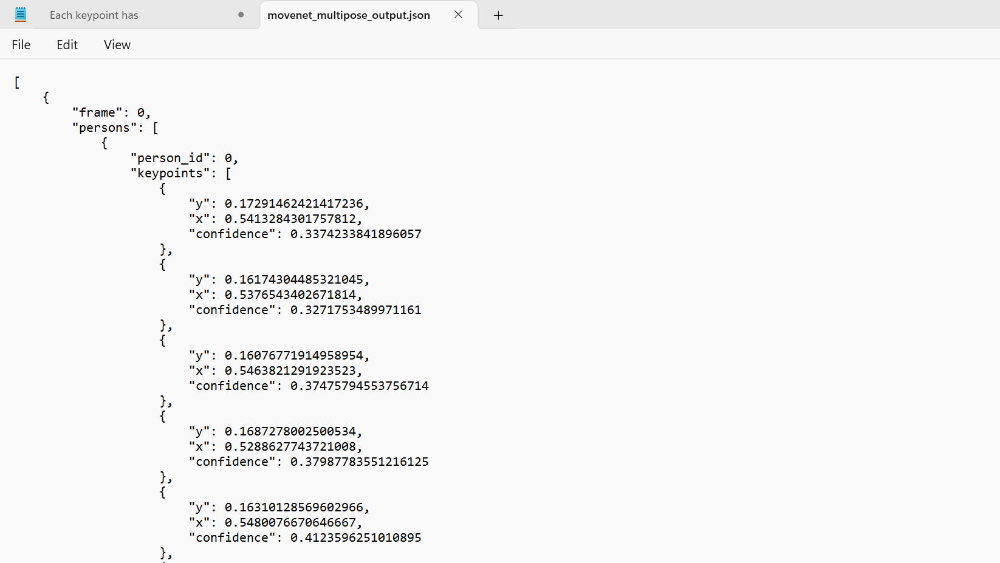 Each keypoint has
movenet_multipose_output.json
File Edit View
[
    {
        "frame": 0,
        "persons": [
            {
                "person_id": 0,
                "keypoints": [
                    {
                        "y": 0.17291462421417236,
                        "x": 0.5413284301757812,
                        "confidence": 0.3374233841896057
                    },
                    {
                        "y": 0.16174304485321045,
                        "x": 0.5376543402671814,
                        "confidence": 0.3271753489971161
                    },
                    {
                        "y": 0.16076771914958954,
                        "x": 0.5463821291923523,
                        "confidence": 0.37475794553756714
                    },
                    {
                        "y": 0.1687278002500534,
                        "x": 0.5288627743721008,
                        "confidence": 0.37987783551216125
                    },
                    {
                        "y": 0.16310128569602966,
                        "x": 0.5480076670646667,
                        "confidence": 0.4123596251010895
                    },